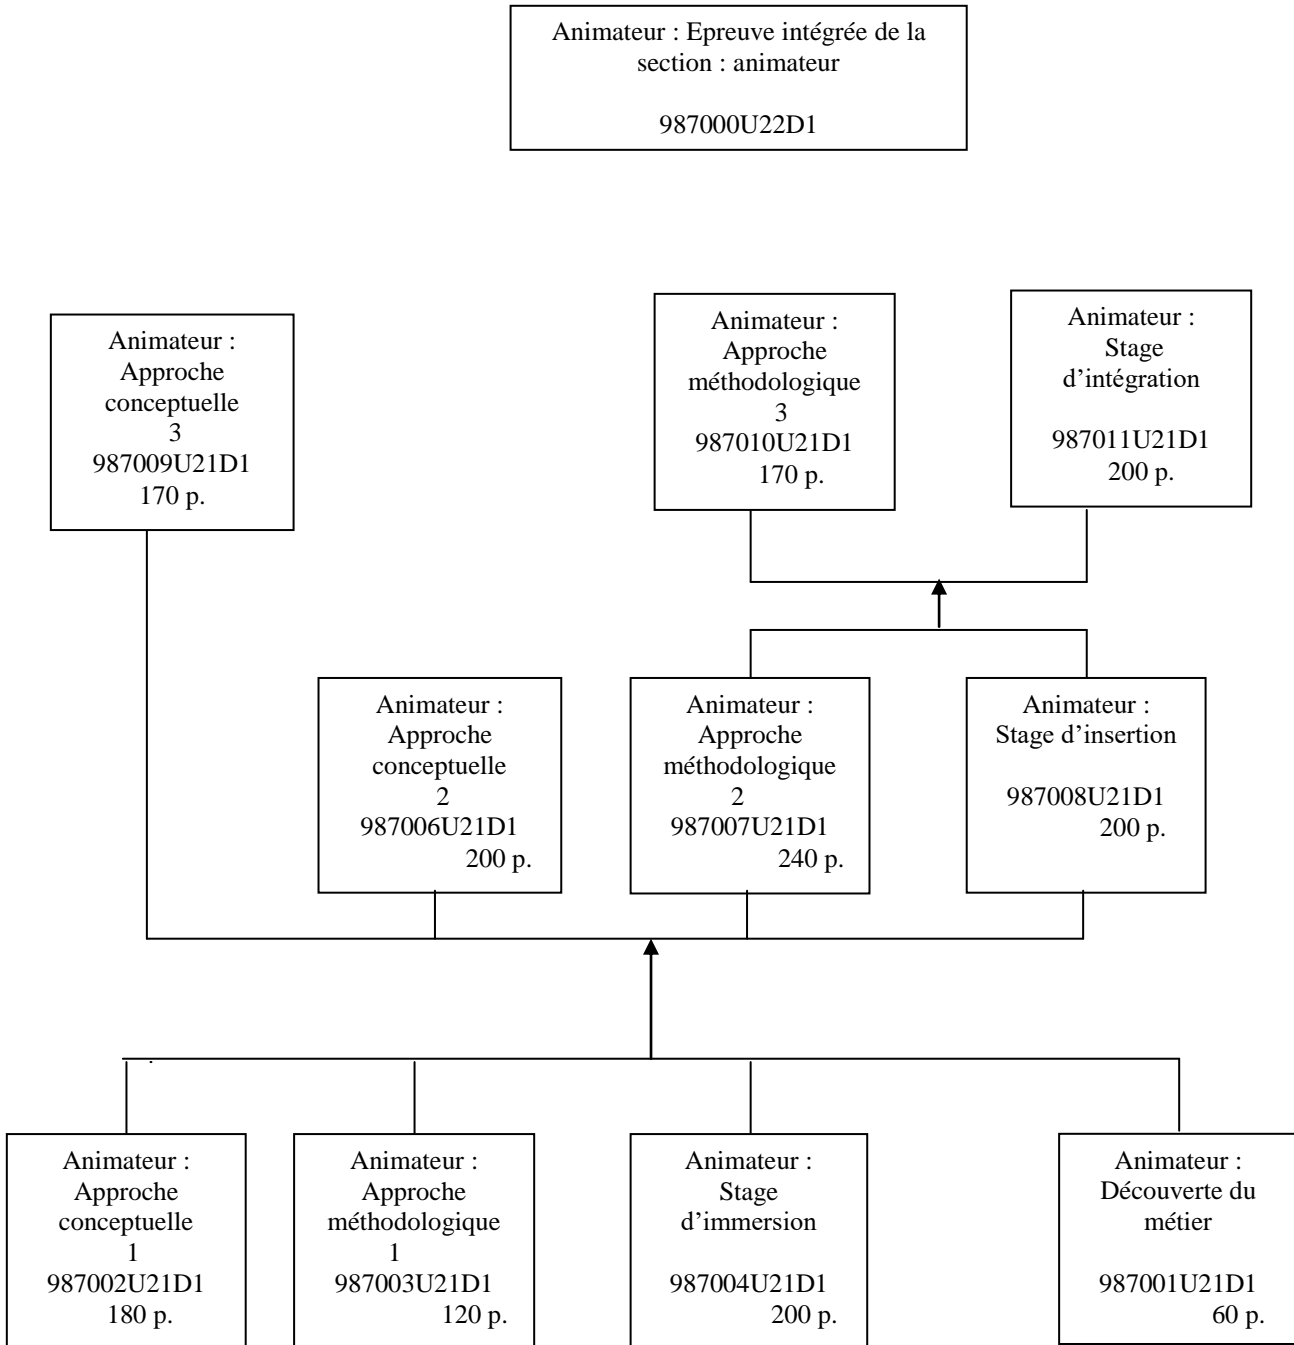 Animateur : Epreuve intégrée de la
section : animateur
987000U22D1
Animateur :
Approche
conceptuelle
3
987009U21D1
170 p.
Animateur :
Approche
méthodologique
3
987010U21D1
170 p.
Animateur :
Stage
d’intégration
987011U21D1
200 p.
Animateur :
Approche
conceptuelle
2
987006U21D1
200 p.
Animateur :
Approche
méthodologique
2
987007U21D1
240 p.
Animateur :
Stage d’insertion
987008U21D1
200 p.
Animateur :
Approche
conceptuelle
1
987002U21D1
180 p.
Animateur :
Approche
méthodologique
1
987003U21D1
120 p.
Animateur :
Stage
d’immersion
987004U21D1
200 p.
Animateur :
Découverte du
métier
987001U21D1
60 p.